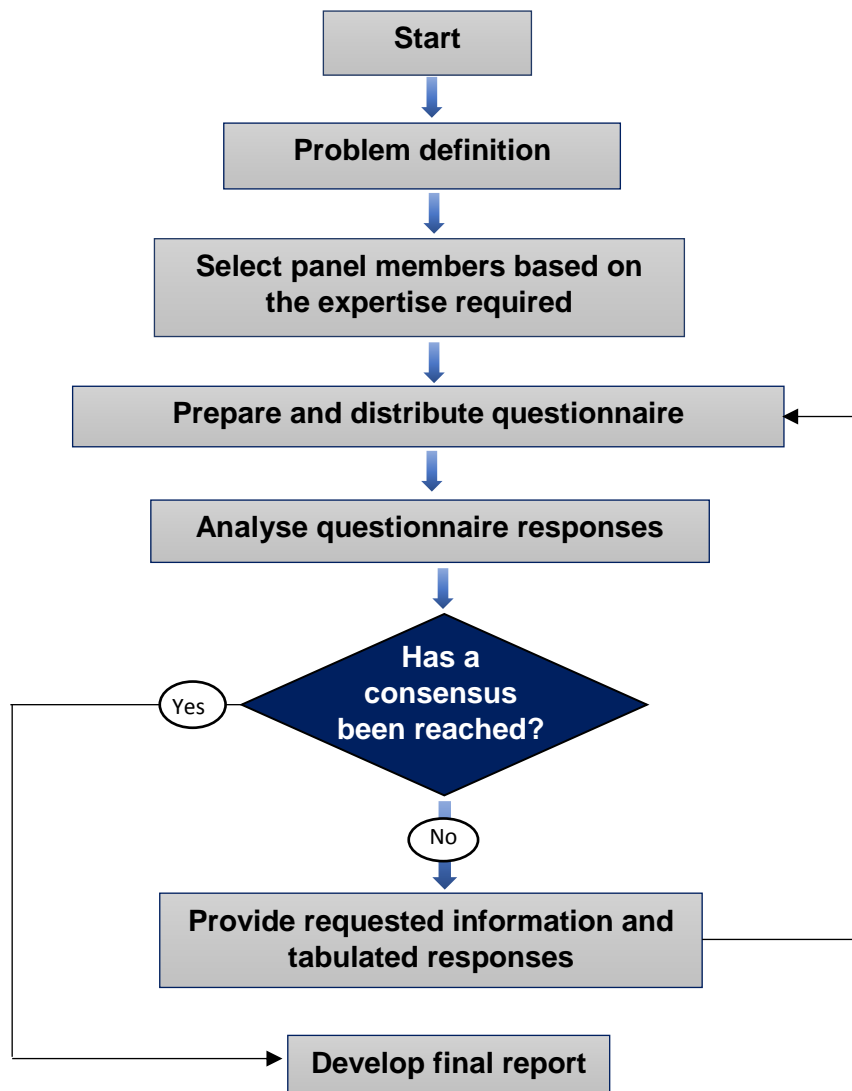 Start
Problem definition
Select panel members based on
the expertise required
Prepare and distribute questionnaire
Analyse questionnaire responses
Has a
consensus
been reached?
Yes
No
Provide requested information and
tabulated responses
Develop final report